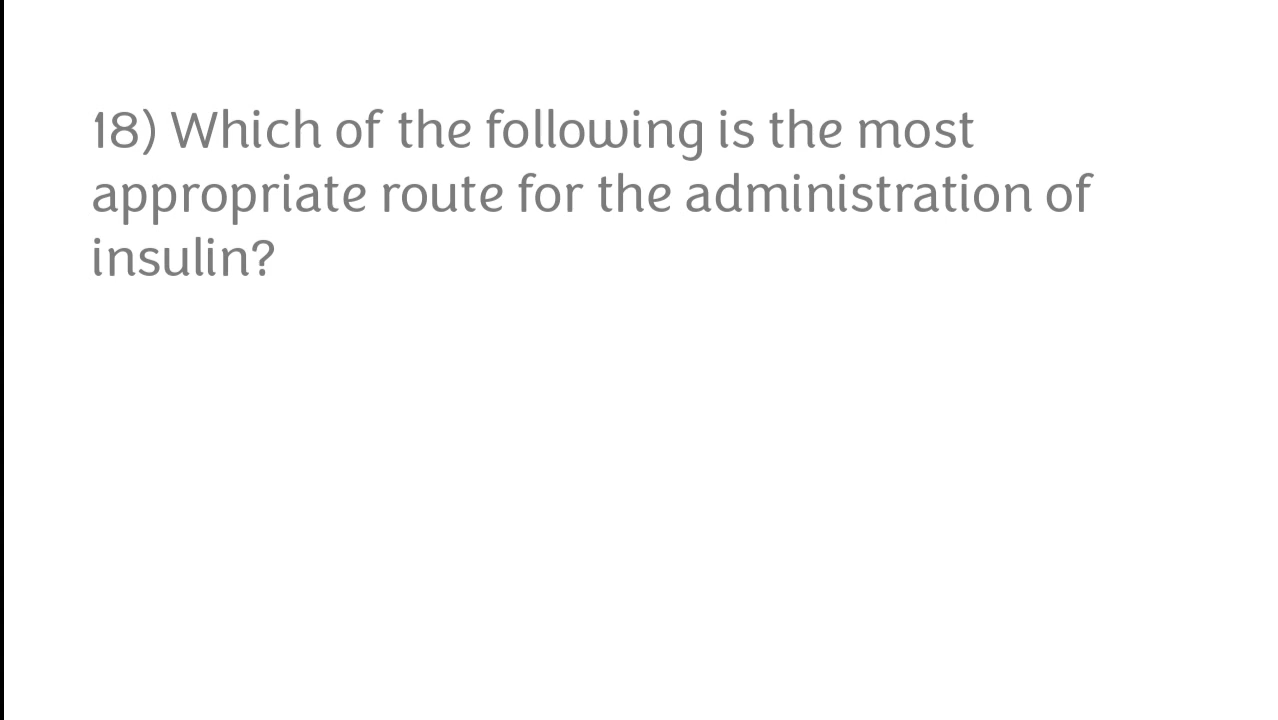 18) Which of the following is the most
appropriate route for the administration of
insulin?